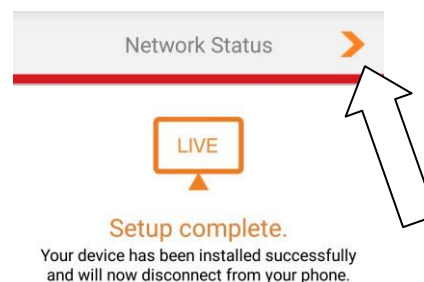 Network Status
LIVE
Setup complete.
Your device has been installed successfully
and will now disconnect from your phone.